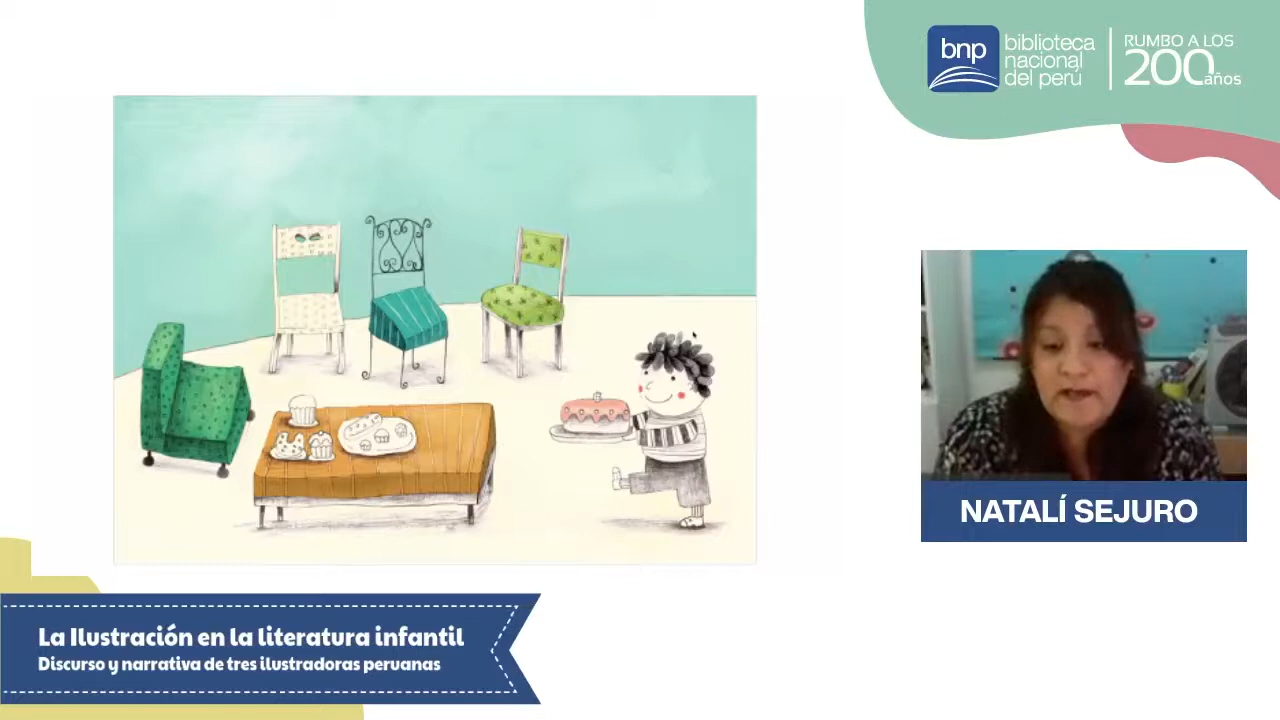 bnp
biblioteca
nacional
del perú
RUMBO A LOS
200 años
NATALÍ SEJURO
La Ilustración en la literatura infantil
Discurso y narrativa de tres ilustradoras peruanas